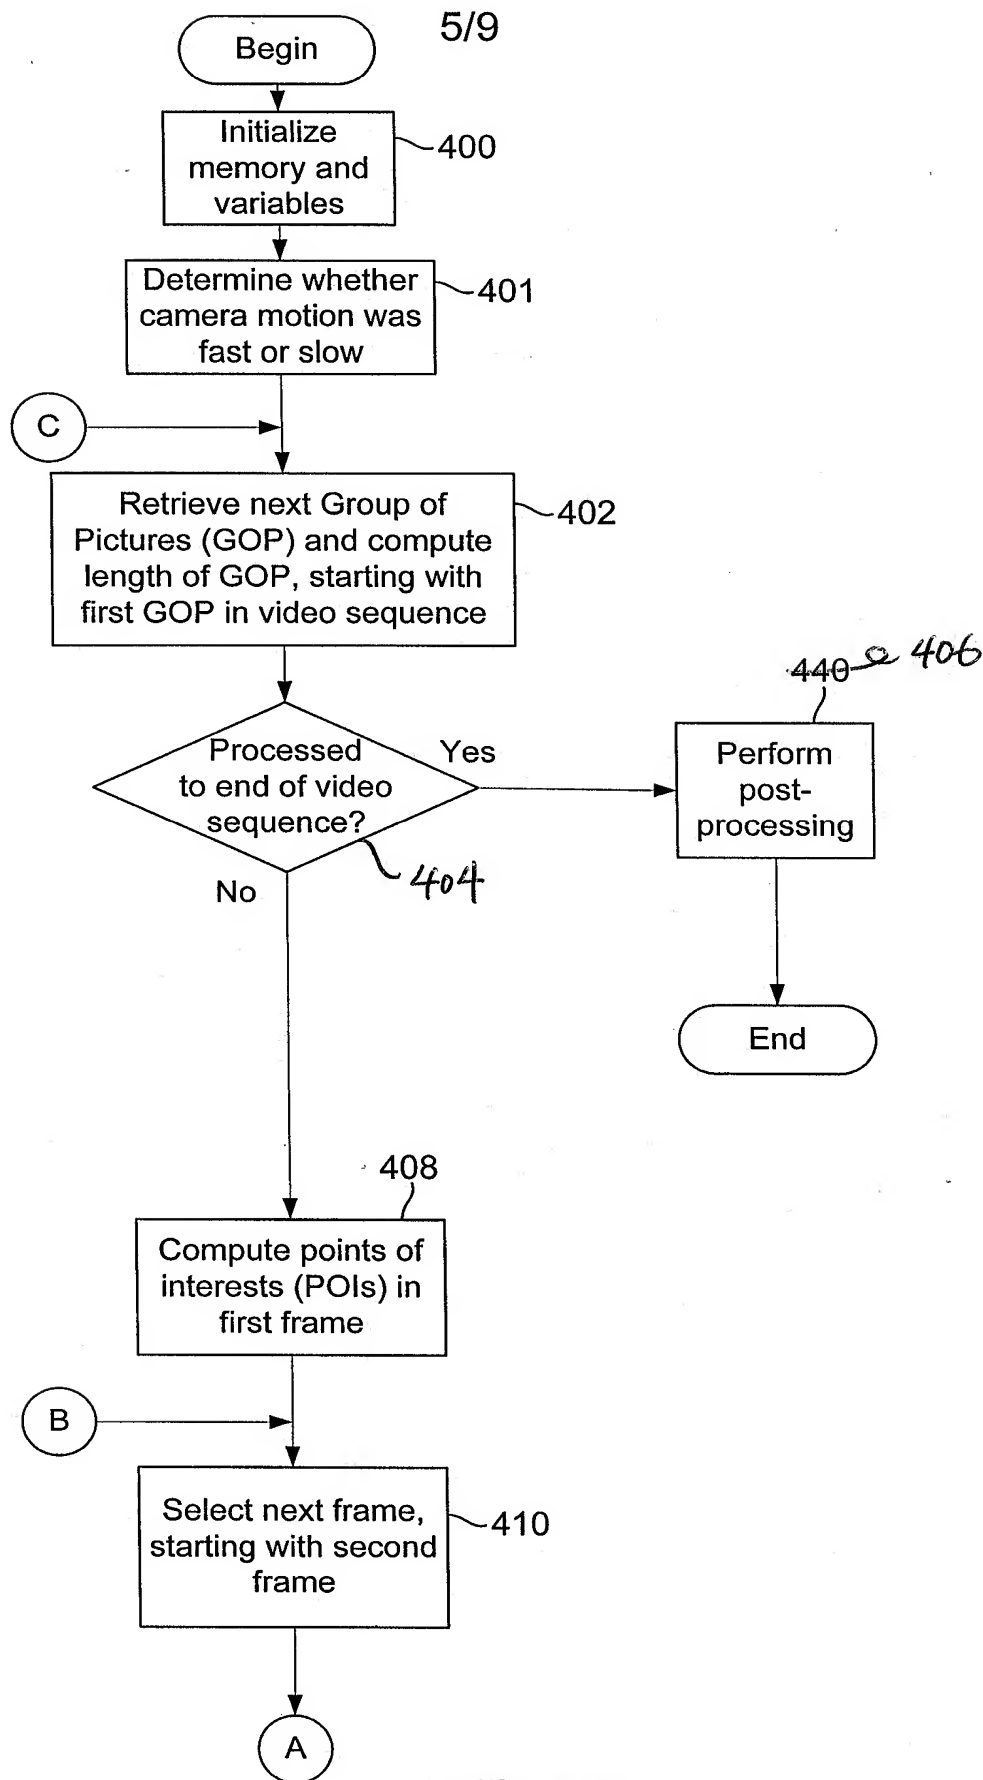 5/9
Begin
Initialize
memory and
variables
400
Determine whether
camera motion was
fast or slow
401
C
Retrieve next Group of
Pictures (GOP) and compute
length of GOP, starting with
first GOP in video sequence
402
Processed
to end of video
sequence?
404
Yes
No
440
406
Perform
post-
processing
End
408
Compute points of
interests (POIs) in
first frame
B
Select next frame,
starting with second
frame
410
A